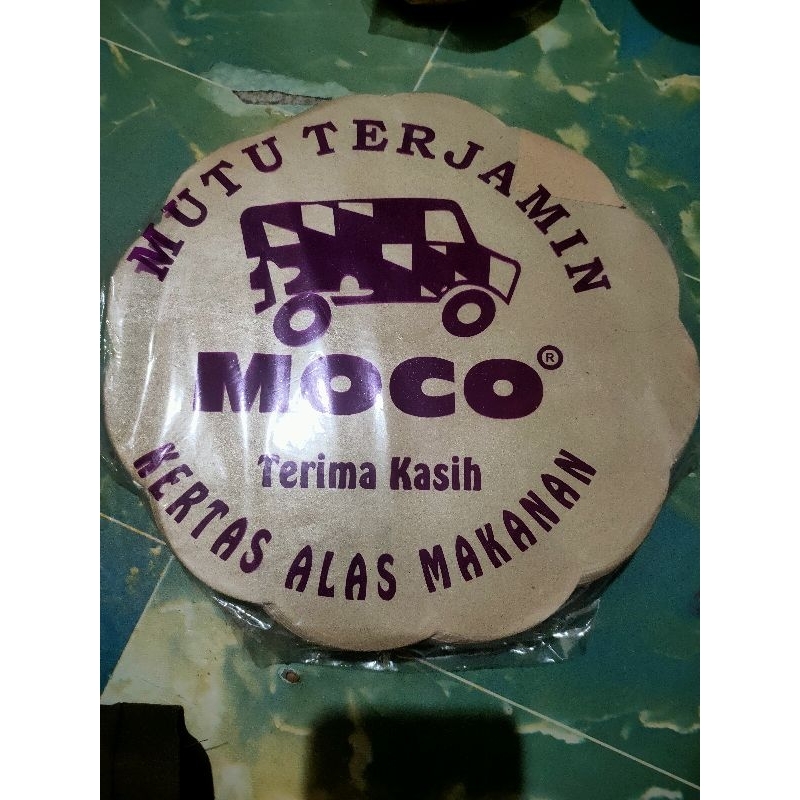 MUTU TERJAMIN
MOCO®
Terima Kasih
KERTAS ALAS MAKANAN